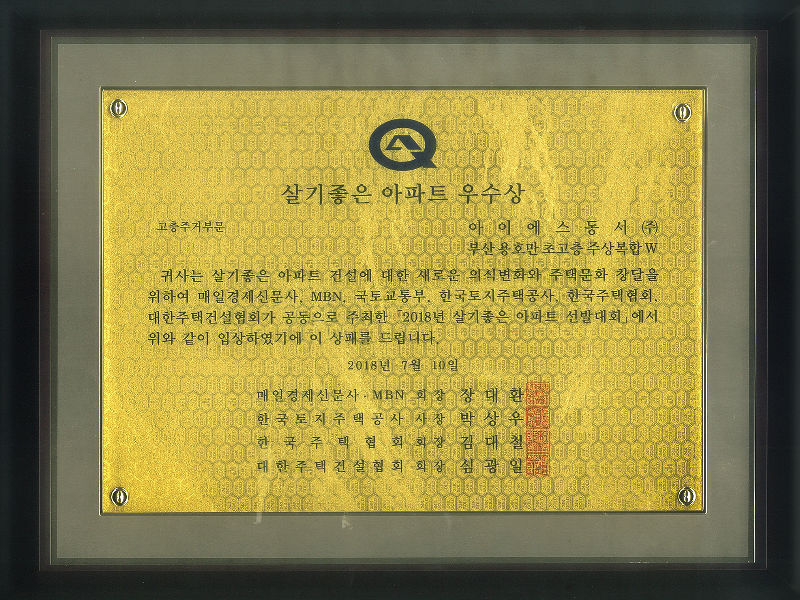 살기좋은 아파트 우수상
고층주거부문
아이에스동서㈜
부산 용호만 초고층 주상복합 W
귀사는 살기좋은 아파트 건설에 대한 새로운 의식변화와 주택문화 창달을
위하여 매일경제신문사, MBN, 국토교통부, 한국토지주택공사, 한국주택협회,
대한주택건설협회가 공동으로 주최한 「2018년 살기좋은 아파트 선발대회」에서
위와 같이 입상하였기에 이 상패를 드립니다.
2018년 7월 10일
매일경제신문사·MBN 회장 장대환
한국토지주택공사 사장 박상우
한국주택협회 회장 김대철
대한주택건설협회 회장 심광일